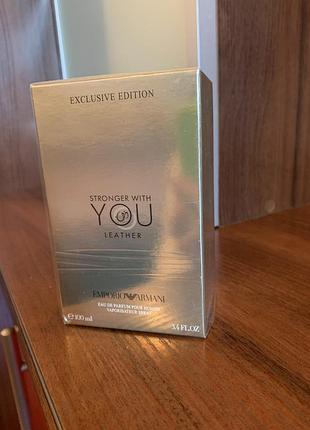 EXCLUSIVE EDITION
STRONGER WITH
YOU
LEATHER
EMPORIO ARMANI
EAU DE PARFUM POUR HOMME
VAPORISATEUR SPRAY
100 ml
3.4 FL.OZ